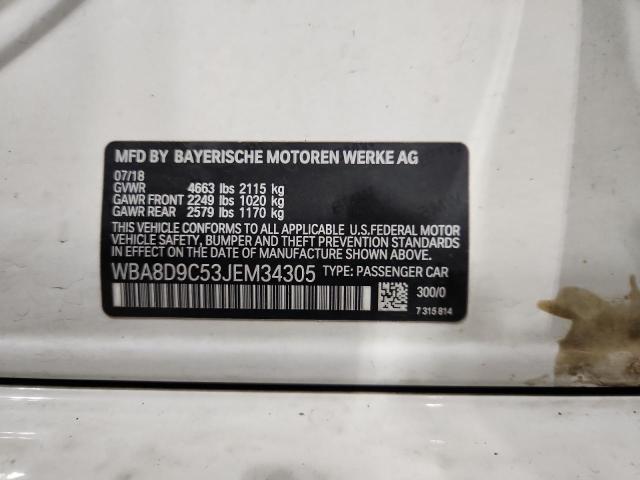 MFD BY BAYERISCHE MOTOREN WERKE AG
07/18
GVWR 4663 lbs 2115 kg
GAWR FRONT 2249 lbs 1020 kg
GAWR REAR 2579 lbs 1170 kg
THIS VEHICLE CONFORMS TO ALL APPLICABLE U.S.FEDERAL MOTOR
VEHICLE SAFETY, BUMPER AND THEFT PREVENTION STANDARDS
IN EFFECT ON THE DATE OF MANUFACTURE SHOWN ABOVE.
WBA8D9C53JEM34305 TYPE: PASSENGER CAR
300/0
7 315 814